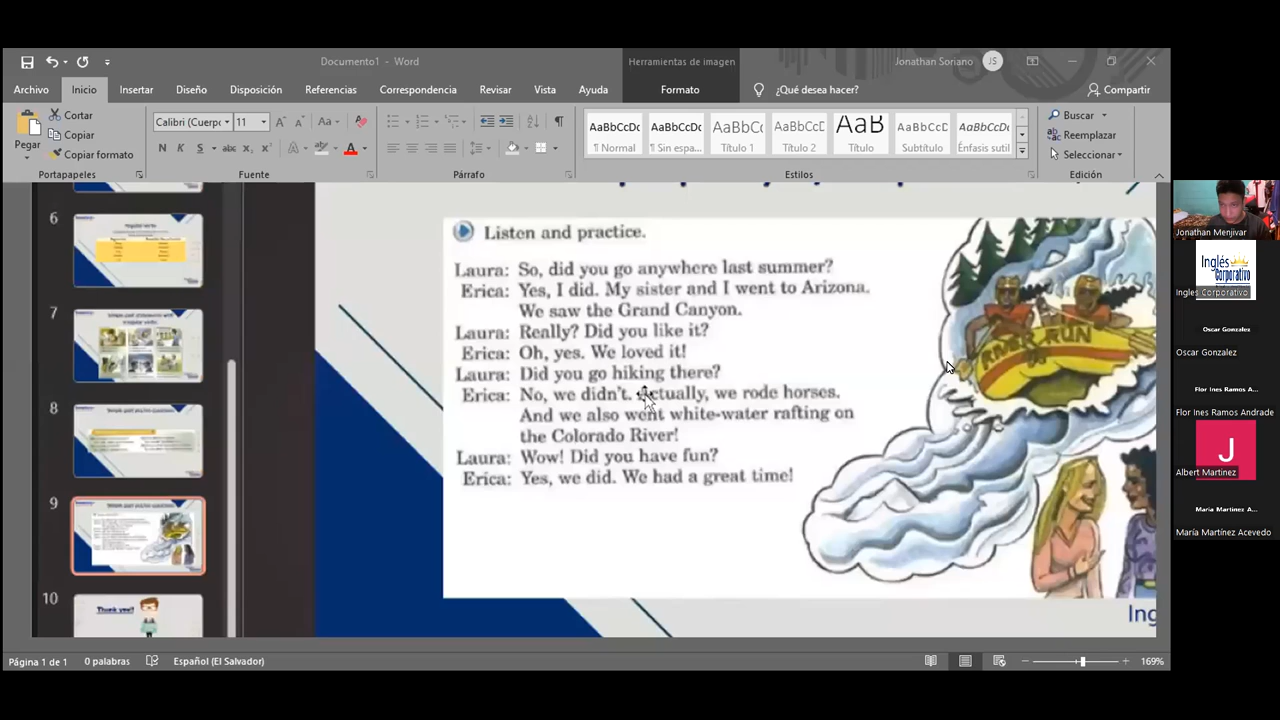 Documento1 - Word
Herramientas de imagen
Jonathan Soriano
JS
Archivo
Inicio
Insertar
Diseño
Disposición
Referencias
Correspondencia
Revisar
Vista
Ayuda
Formato
¿Qué desea hacer?
Compartir
Pegar
Cortar
Copiar
Copiar formato
Calibri (Cuerpo
11
N K S abc x₂ x²
AaBbCcDc
¶ Normal
AaBbCcDc
¶ Sin espa...
AaBbCc
Título 1
AaBbCcD
Título 2
AaB
Título
AaBbCcD
Subtítulo
AaBbCcDc
Énfasis sutil
Buscar
Reemplazar
Seleccionar
Portapapeles
Fuente
Párrafo
Estilos
Edición
6
7
8
9
10
Thank you!
Listen and practice.
Laura: So, did you go anywhere last summer?
Erica: Yes, I did. My sister and I went to Arizona.
We saw the Grand Canyon.
Laura: Really? Did you like it?
Erica: Oh, yes. We loved it!
Laura: Did you go hiking there?
Erica: No, we didn't. Actually, we rode horses.
And we also went white-water rafting on
the Colorado River!
Laura: Wow! Did you have fun?
Erica: Yes, we did. We had a great time!
RIVER RUN
Ing
Jonathan Menjivar
Inglés
Corporativo
Ingles Corporativo
Oscar Gonzalez
Oscar Gonzalez
Flor Ines Ramos A...
Flor Ines Ramos Andrade
J
Albert Martinez
Maria Martinez A...
María Martínez Acevedo
Página 1 de 1
0 palabras
Español (El Salvador)
169%